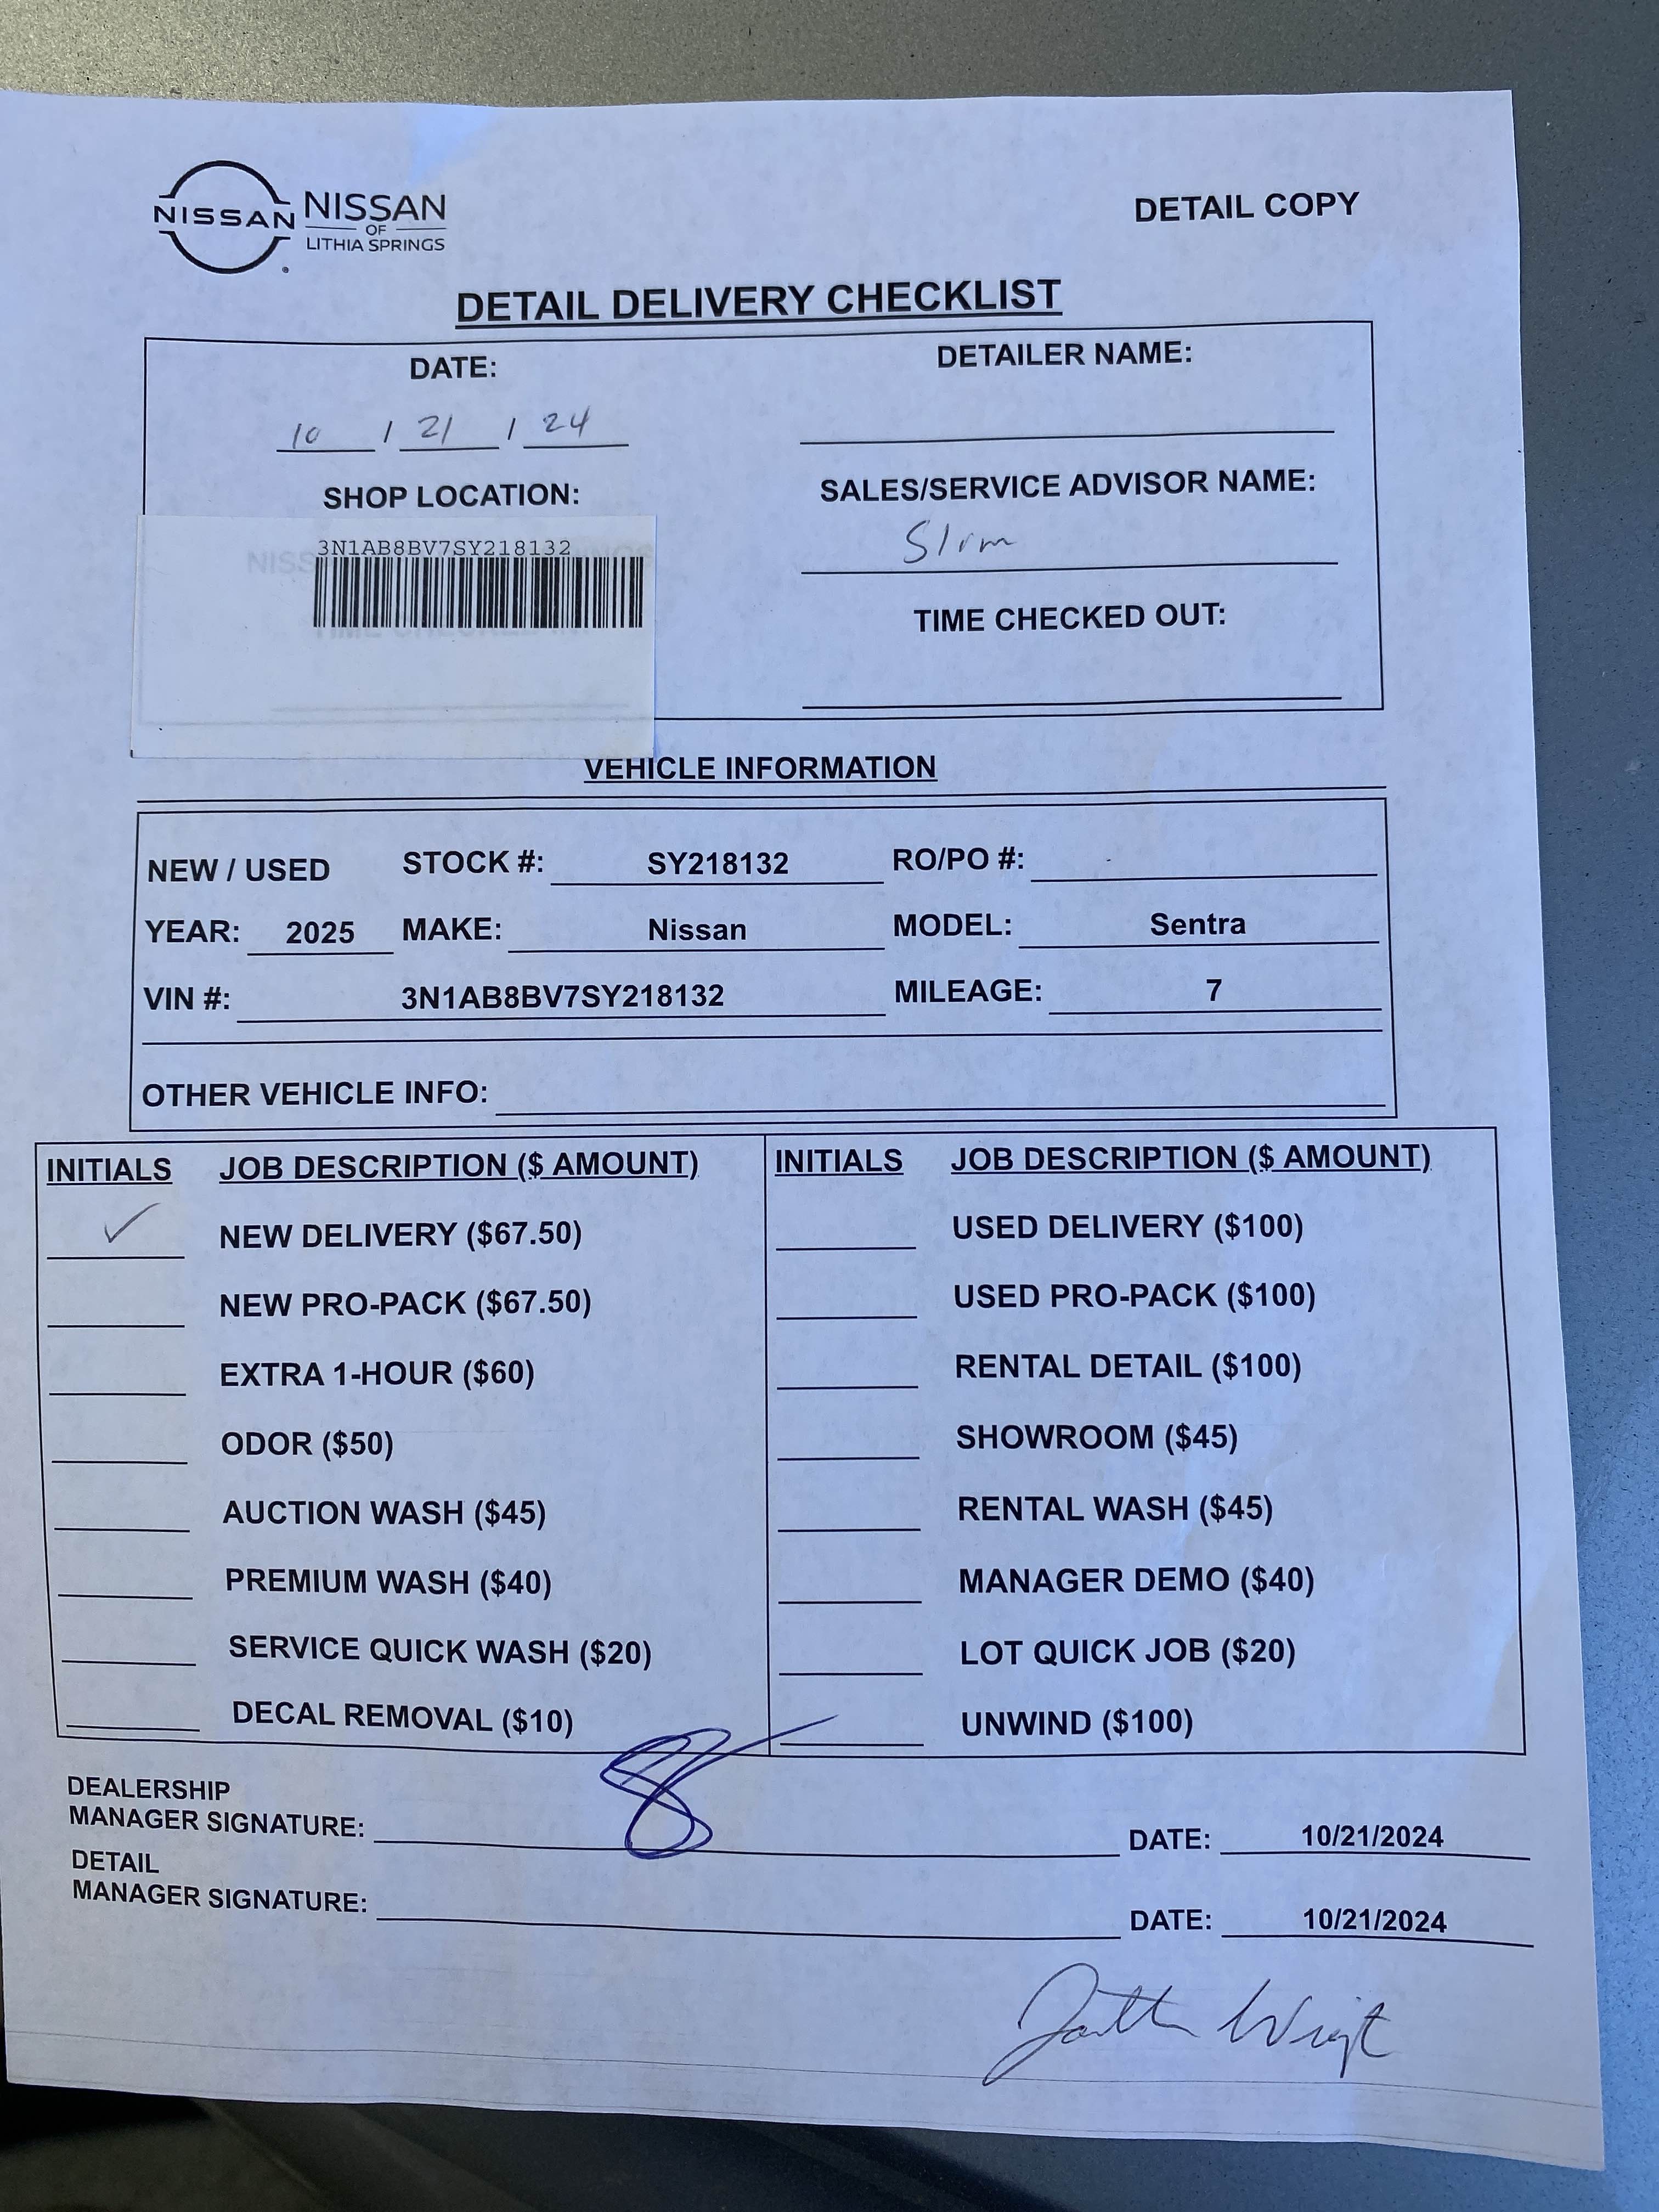 NISSAN NISSAN
OF
LITHIA SPRINGS
DETAIL COPY
DETAIL DELIVERY CHECKLIST
DATE:
10 / 21 / 24
DETAILER NAME:
SHOP LOCATION:
3N1AB8BV7SY218132
SALES/SERVICE ADVISOR NAME:
Slim
TIME CHECKED OUT:
VEHICLE INFORMATION
NEW / USED STOCK #: SY218132 RO/PO #:
YEAR: 2025 MAKE: Nissan MODEL: Sentra
VIN #: 3N1AB8BV7SY218132 MILEAGE: 7
OTHER VEHICLE INFO:
INITIALS JOB DESCRIPTION ($ AMOUNT) INITIALS JOB DESCRIPTION ($ AMOUNT)
✓ NEW DELIVERY ($67.50) USED DELIVERY ($100)
NEW PRO-PACK ($67.50) USED PRO-PACK ($100)
EXTRA 1-HOUR ($60) RENTAL DETAIL ($100)
ODOR ($50) SHOWROOM ($45)
AUCTION WASH ($45) RENTAL WASH ($45)
PREMIUM WASH ($40) MANAGER DEMO ($40)
SERVICE QUICK WASH ($20) LOT QUICK JOB ($20)
DECAL REMOVAL ($10) UNWIND ($100)
DEALERSHIP
MANAGER SIGNATURE: DATE: 10/21/2024
DETAIL
MANAGER SIGNATURE: DATE: 10/21/2024